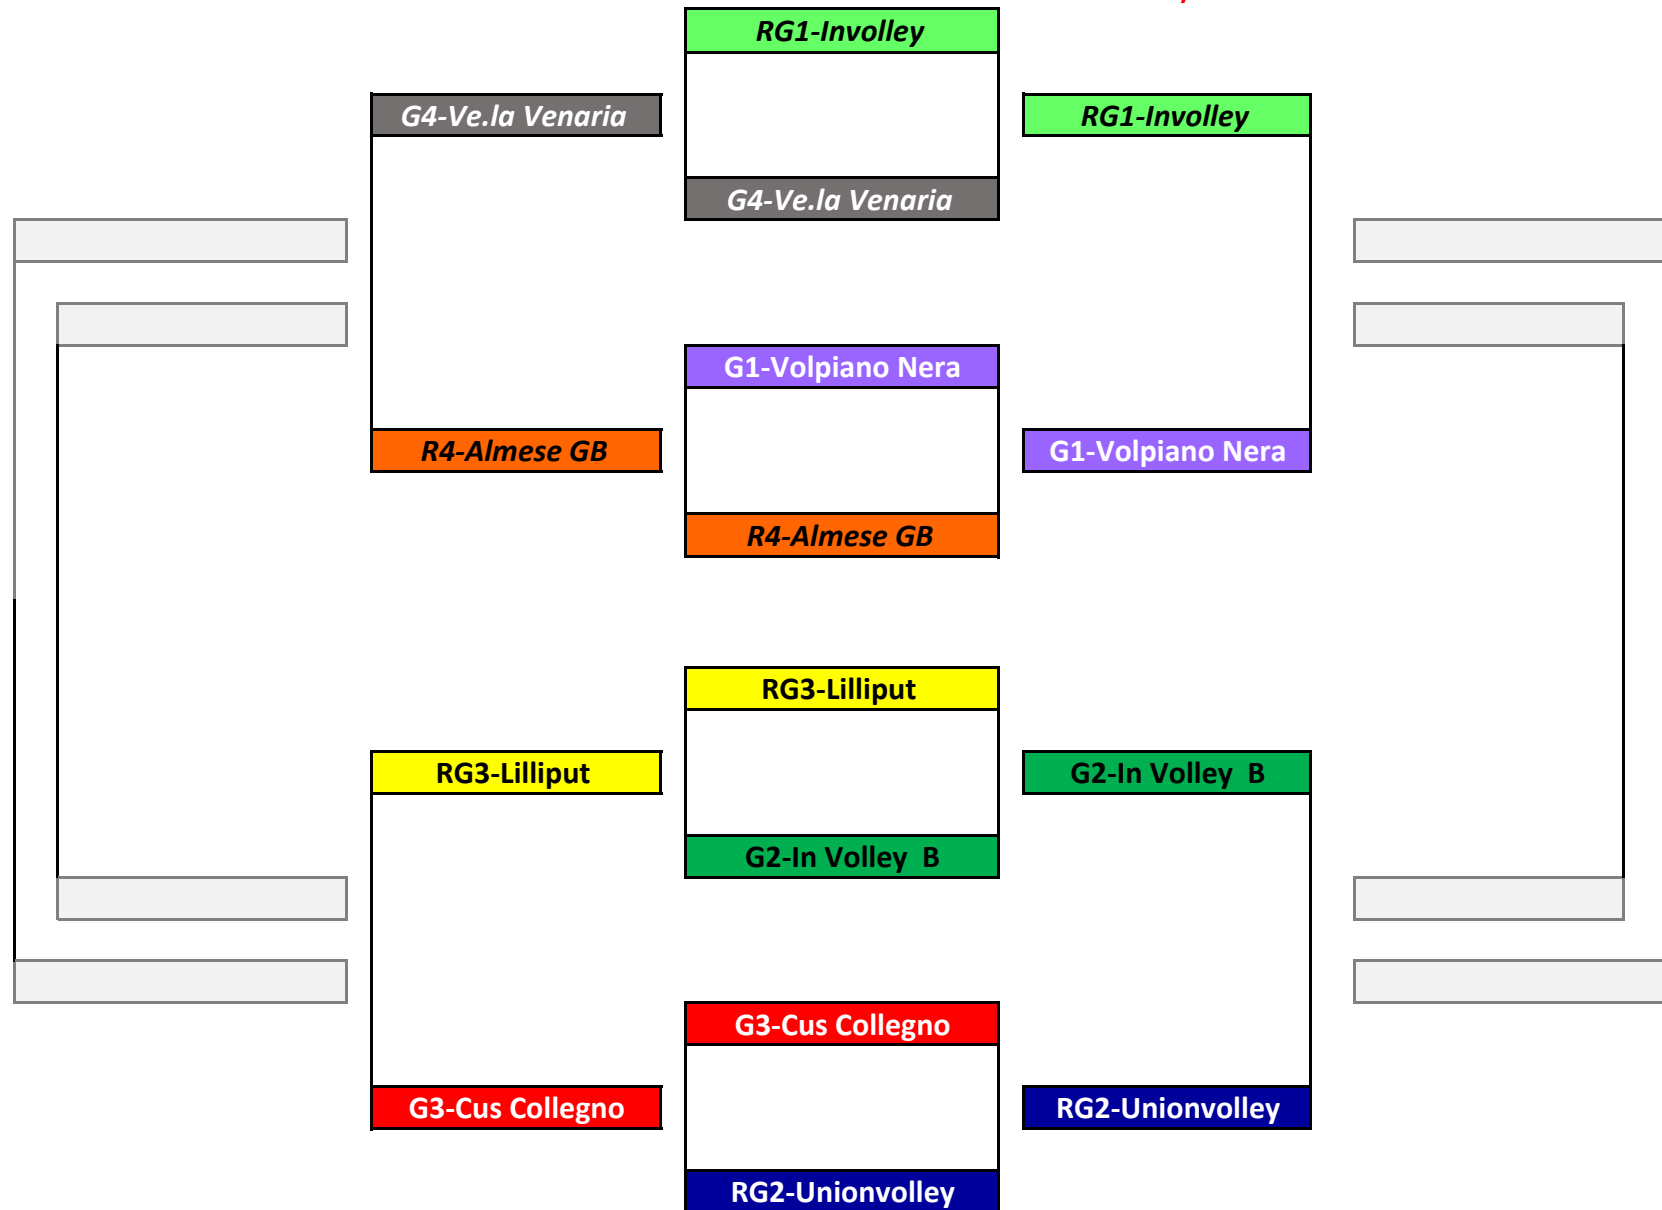 RG1-Involley
G4-Ve.la Venaria
RG1-Involley
G4-Ve.la Venaria
G1-Volpiano Nera
R4-Almese GB
G1-Volpiano Nera
R4-Almese GB
RG3-Lilliput
RG3-Lilliput
G2-In Volley  B
G2-In Volley  B
G3-Cus Collegno
G3-Cus Collegno
RG2-Unionvolley
RG2-Unionvolley